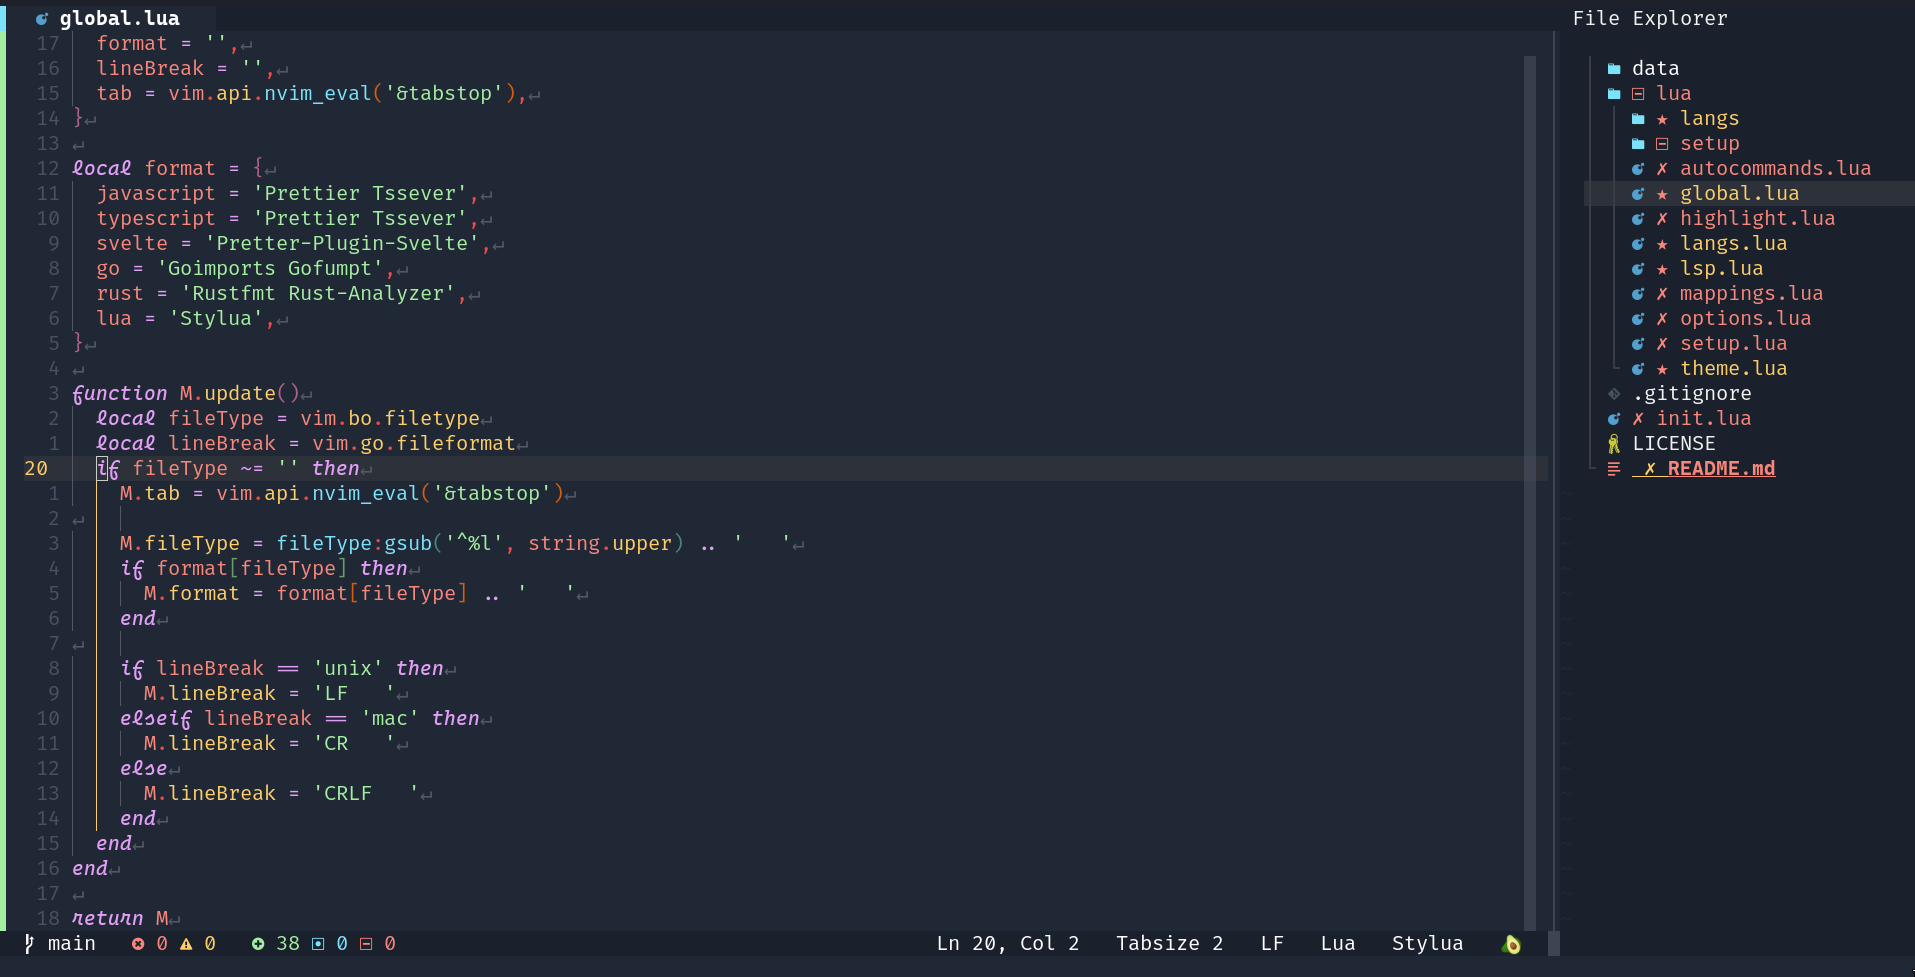 global.lua
17 format = '',↵
16 lineBreak = '',↵
15 tab = vim.api.nvim_eval('&tabstop'),↵
14 }↵
13 ↵
12 local format = {↵
11 javascript = 'Prettier Tssever',↵
10 typescript = 'Prettier Tssever',↵
9 svelte = 'Pretter-Plugin-Svelte',↵
8 go = 'Goimports Gofumpt',↵
7 rust = 'Rustfmt Rust-Analyzer',↵
6 lua = 'Stylua',↵
5 }↵
4 ↵
3 function M.update()↵
2 local fileType = vim.bo.filetype↵
1 local lineBreak = vim.go.fileformat↵
20 if fileType ~= '' then↵
1 M.tab = vim.api.nvim_eval('&tabstop')↵
2 ↵
3 M.fileType = fileType:gsub('^%l', string.upper) .. '   '↵
4 if format[fileType] then↵
5 M.format = format[fileType] .. '   '↵
6 end↵
7 ↵
8 if lineBreak == 'unix' then↵
9 M.lineBreak = 'LF   '↵
10 elseif lineBreak == 'mac' then↵
11 M.lineBreak = 'CR   '↵
12 else↵
13 M.lineBreak = 'CRLF   '↵
14 end↵
15 end↵
16 end↵
17 ↵
18 return M↵
File Explorer
data
lua
★ langs
setup
✗ autocommands.lua
★ global.lua
✗ highlight.lua
★ langs.lua
★ lsp.lua
✗ mappings.lua
✗ options.lua
✗ setup.lua
★ theme.lua
.gitignore
✗ init.lua
LICENSE
✗ README.md
main 0 0 38 0 0 Ln 20, Col 2 Tabsize 2 LF Lua Stylua 🥑